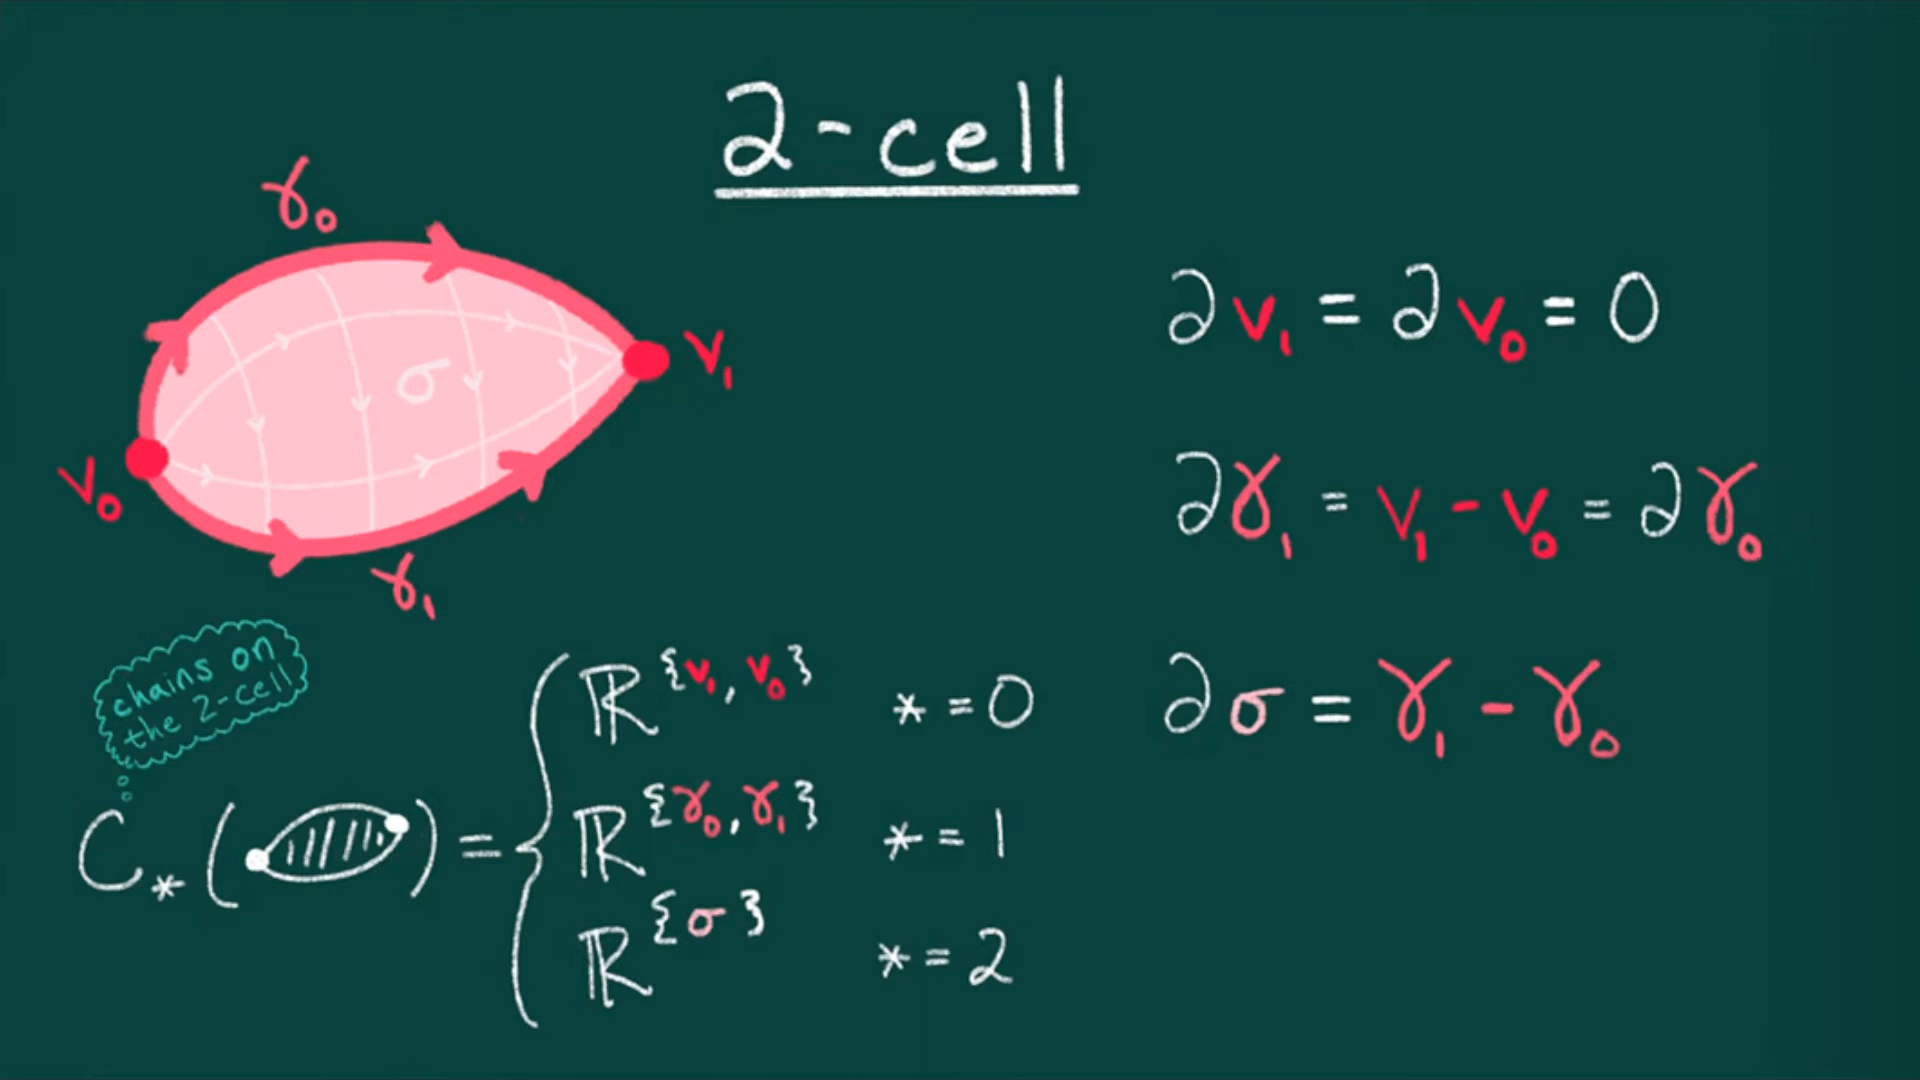 2-cell
γ₀
σ
v₁
v₀
γ₁
∂v₁ = ∂v₀ = 0
∂γ₁ = v₁ - v₀ = ∂γ₀
∂σ = γ₁ - γ₀
chains on
the 2-cell
C_* ( ) = {
ℝ^{v₁, v₀} * = 0
ℝ^{γ₀, γ₁} * = 1
ℝ^{σ} * = 2